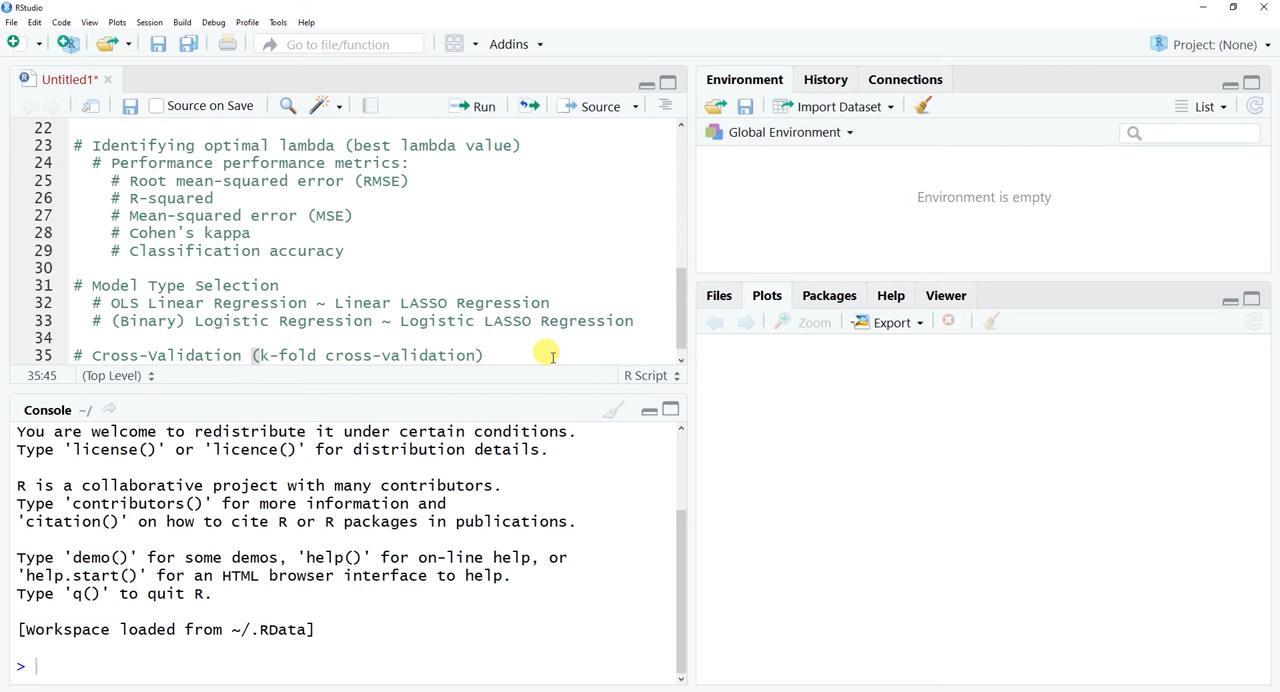 RStudio
File Edit Code View Plots Session Build Debug Profile Tools Help
Go to file/function Addins Project: (None)
Untitled1*
Source on Save Run Source
22
23 # Identifying optimal lambda (best lambda value)
24 # Performance performance metrics:
25 # Root mean-squared error (RMSE)
26 # R-squared
27 # Mean-squared error (MSE)
28 # Cohen's kappa
29 # Classification accuracy
30
31 # Model Type Selection
32 # OLS Linear Regression ~ Linear LASSO Regression
33 # (Binary) Logistic Regression ~ Logistic LASSO Regression
34
35 # Cross-Validation (k-fold cross-validation)
35:45 (Top Level) R Script
Console ~/
You are welcome to redistribute it under certain conditions.
Type 'license()' or 'licence()' for distribution details.
R is a collaborative project with many contributors.
Type 'contributors()' for more information and
'citation()' on how to cite R or R packages in publications.
Type 'demo()' for some demos, 'help()' for on-line help, or
'help.start()' for an HTML browser interface to help.
Type 'q()' to quit R.
[Workspace loaded from ~/.RData]
>
Environment History Connections
Import Dataset List
Global Environment
Environment is empty
Files Plots Packages Help Viewer
Zoom Export